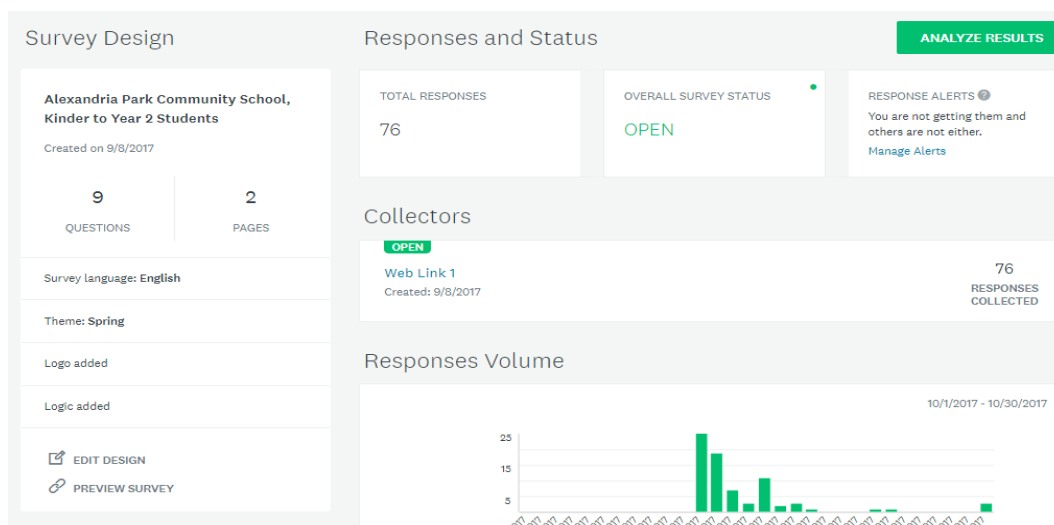 Survey Design
Alexandria Park Community School,
Kinder to Year 2 Students
Created on 9/8/2017
9
QUESTIONS
2
PAGES
Survey language: English
Theme: Spring
Logo added
Logic added
EDIT DESIGN
PREVIEW SURVEY
Responses and Status
ANALYZE RESULTS
TOTAL RESPONSES
76
OVERALL SURVEY STATUS
OPEN
RESPONSE ALERTS ?
You are not getting them and
others are not either.
Manage Alerts
Collectors
OPEN
Web Link 1
Created: 9/8/2017
76
RESPONSES
COLLECTED
Responses Volume
10/1/2017 - 10/30/2017
25
15
5